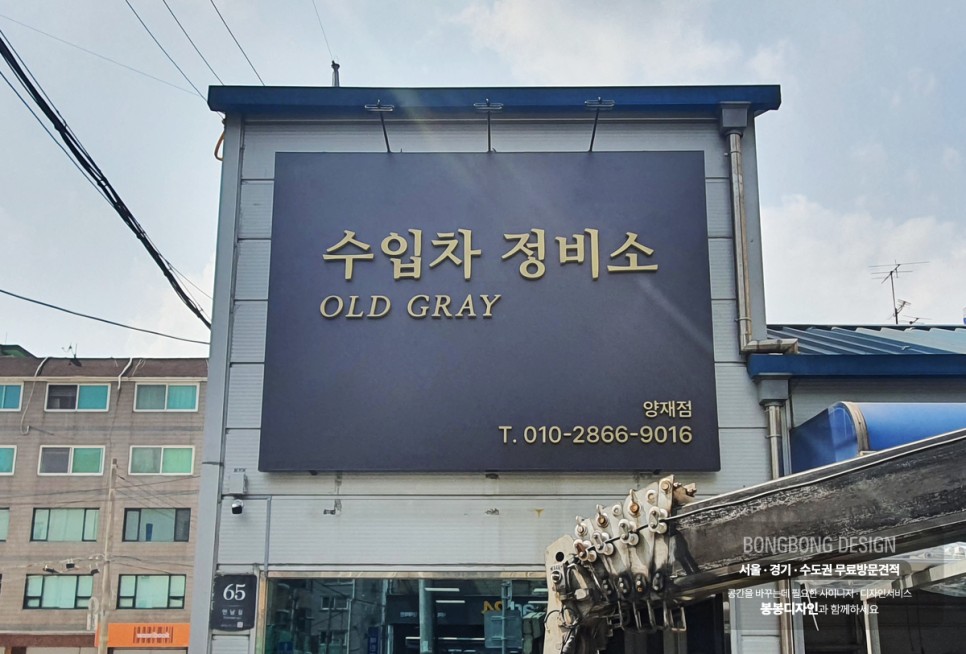 수입차 정비소
OLD GRAY
양재점
T. 010-2866-9016
65
BONGBONG DESIGN
서울·경기·수도권 무료방문견적
공간을 바꾸는데 필요한 사이니지·디자인서비스
봉봉디자인과 함께하세요